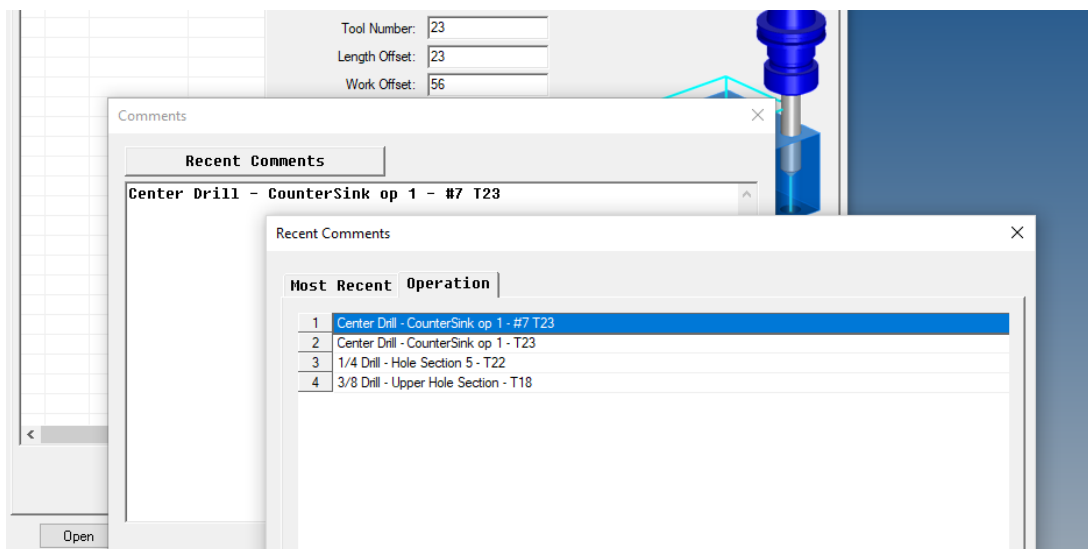 Tool Number: 23
Length Offset: 23
Work Offset: 56
Comments
Recent Comments
Center Drill - CounterSink op 1 - #7 T23
Recent Comments
Most Recent Operation
1 Center Drill - CounterSink op 1 - #7 T23
2 Center Drill - CounterSink op 1 - T23
3 1/4 Drill - Hole Section 5 - T22
4 3/8 Drill - Upper Hole Section - T18
Open